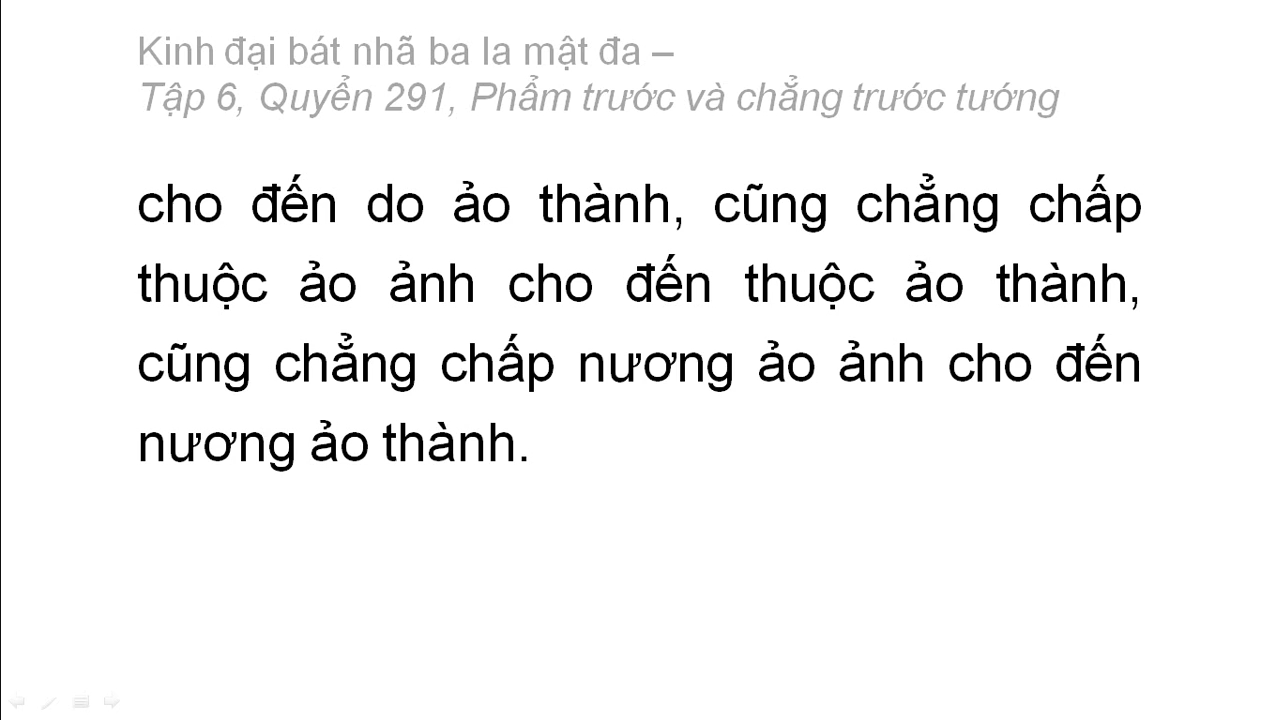 Kinh đại bát nhã ba la mật đa –
Tập 6, Quyển 291, Phẩm trước và chẳng trước tướng
cho đến do ảo thành, cũng chẳng chấp
thuộc ảo ảnh cho đến thuộc ảo thành,
cũng chẳng chấp nương ảo ảnh cho đến
nương ảo thành.